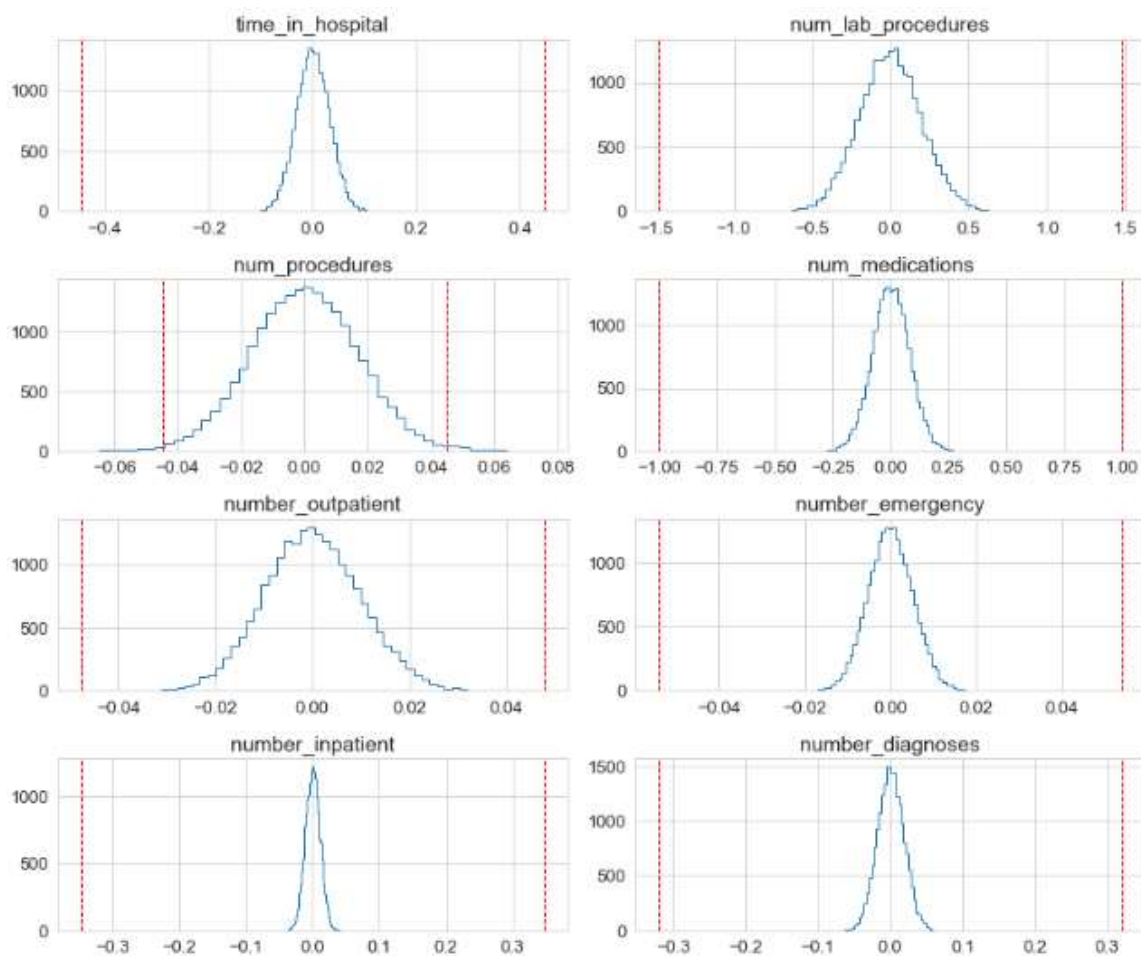 time_in_hospital
1000
500
0
−0.4 −0.2 0.0 0.2 0.4
num_lab_procedures
1000
500
0
−1.5 −1.0 −0.5 0.0 0.5 1.0 1.5
num_procedures
1000
500
0
−0.06 −0.04 −0.02 0.00 0.02 0.04 0.06 0.08
num_medications
1000
500
0
−1.00 −0.75 −0.50 −0.25 0.00 0.25 0.50 0.75 1.00
number_outpatient
1000
500
0
−0.04 −0.02 0.00 0.02 0.04
number_emergency
1000
500
0
−0.04 −0.02 0.00 0.02 0.04
number_inpatient
1000
500
0
−0.3 −0.2 −0.1 0.0 0.1 0.2 0.3
number_diagnoses
1500
1000
500
0
−0.3 −0.2 −0.1 0.0 0.1 0.2 0.3